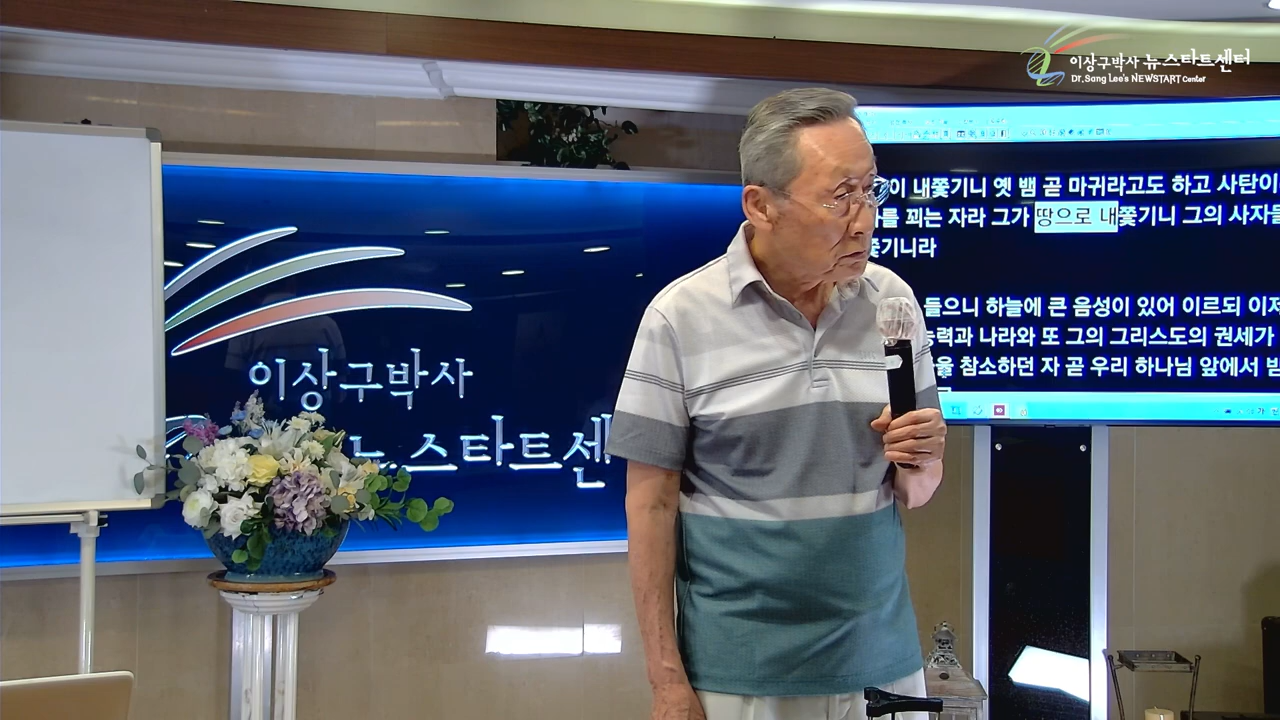 이상구박사 뉴스타트센터
Dr. Sang Lee's NEWSTART Center
이 내쫓기니 옛 뱀 곧 마귀라고도 하고 사탄이
를 꾀는 자라 그가 땅으로 내쫓기니 그의 사자들
쫓기니라
들으니 하늘에 큰 음성이 있어 이르되 이제
능력과 나라와 또 그의 그리스도의 권세가
참소하던 자 곧 우리 하나님 앞에서 밤
이상구박사
뉴스타트센